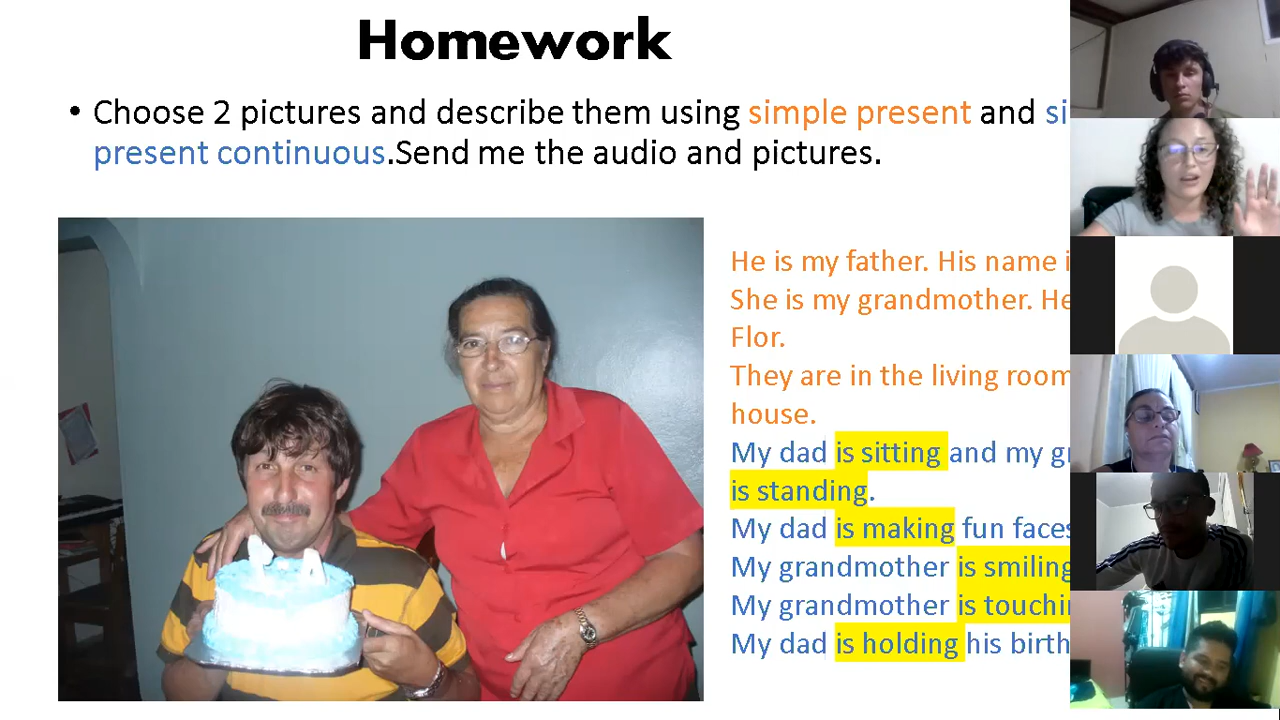 Homework
• Choose 2 pictures and describe them using simple present and si
present continuous.Send me the audio and pictures.
He is my father. His name i
She is my grandmother. He
Flor.
They are in the living room
house.
My dad is sitting and my gr
is standing.
My dad is making fun faces
My grandmother is smiling
My grandmother is touchin
My dad is holding his birth